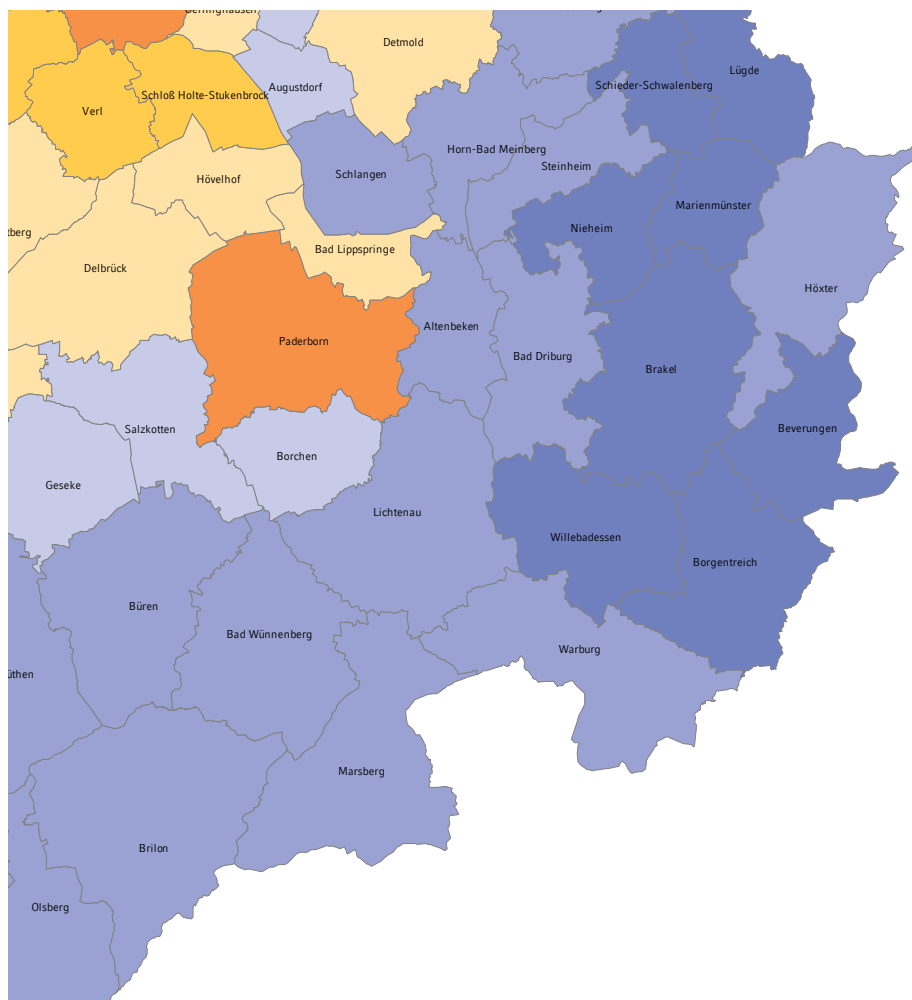 Detmold
Lügde
Schieder-Schwalenberg
Augustdorf
Schloß Holte-Stukenbrock
Verl
Horn-Bad Meinberg
Steinheim
Schlangen
Hövelhof
Marienmünster
Nieheim
tberg
Bad Lippspringe
Delbrück
Höxter
Altenbeken
Paderborn
Bad Driburg
Brakel
Salzkotten
Beverungen
Borchen
Geseke
Lichtenau
Willebadessen
Borgentreich
Büren
Bad Wünnenberg
Warburg
üthen
Marsberg
Brilon
Olsberg